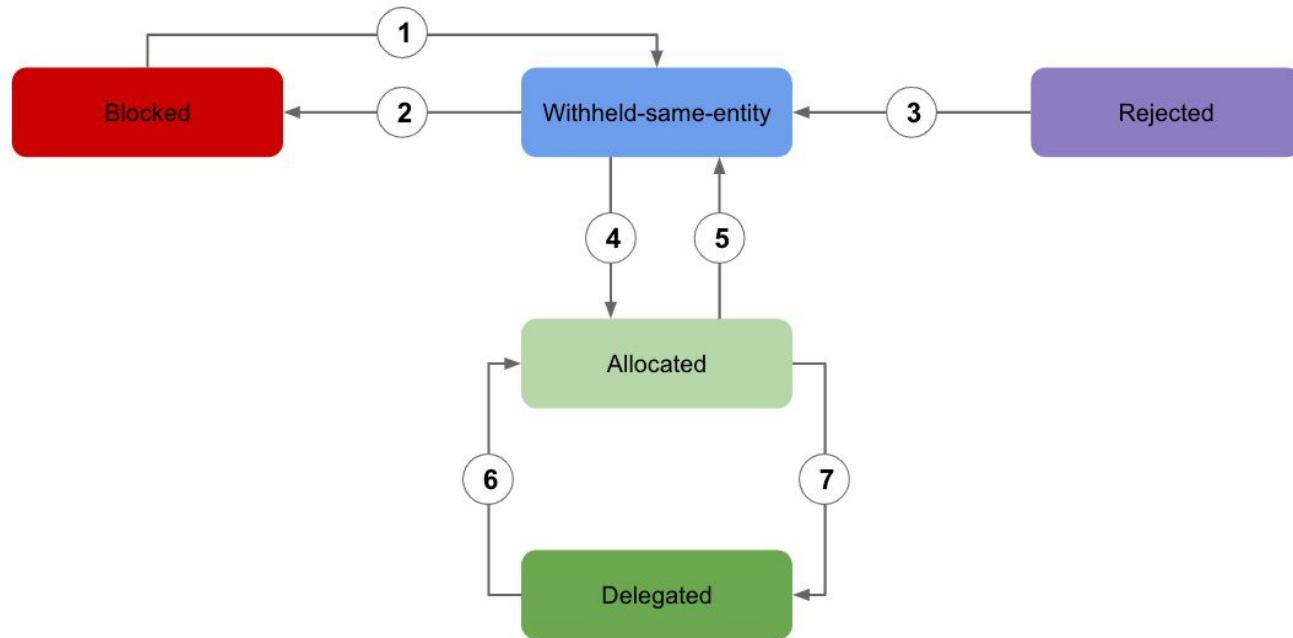 1
Blocked
2
Withheld-same-entity
3
Rejected
4
5
Allocated
6
7
Delegated